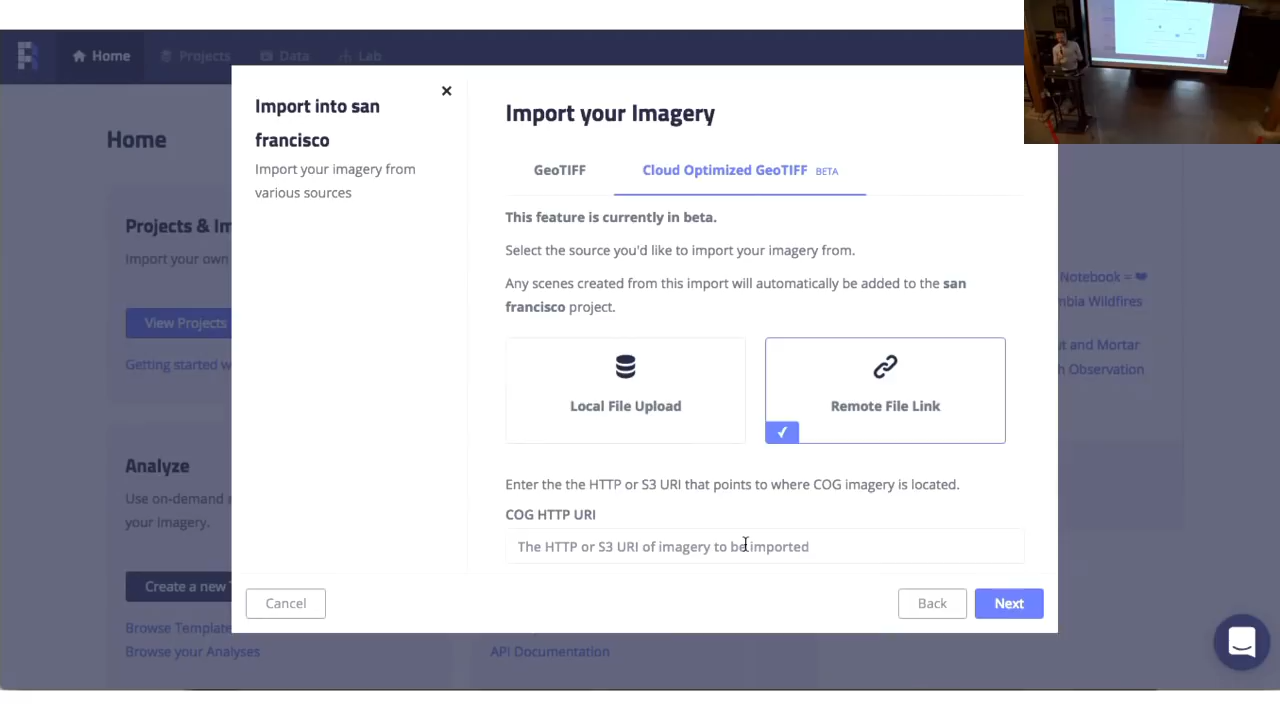 Home
Projects
Data
Lab
Home
Projects & Im
Import your own
View Projects
Getting started w
Analyze
Use on-demand
your imagery.
Create a new T
Browse Template
Browse your Analyses
API Documentation
Notebook =
bia Wildfires
t and Mortar
h Observation
Import into san
francisco
Import your imagery from
various sources
Import your Imagery
GeoTIFF
Cloud Optimized GeoTIFF BETA
This feature is currently in beta.
Select the source you'd like to import your imagery from.
Any scenes created from this import will automatically be added to the san
francisco project.
Local File Upload
Remote File Link
Enter the the HTTP or S3 URI that points to where COG imagery is located.
COG HTTP URI
The HTTP or S3 URI of imagery to be imported
Cancel
Back
Next